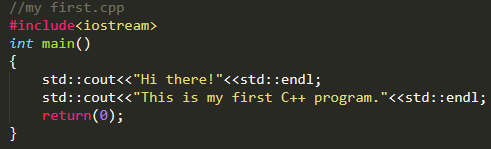 //my first.cpp
#include<iostream>
int main()
{
    std::cout<<"Hi there!"<<std::endl;
    std::cout<<"This is my first C++ program."<<std::endl;
    return(0);
}